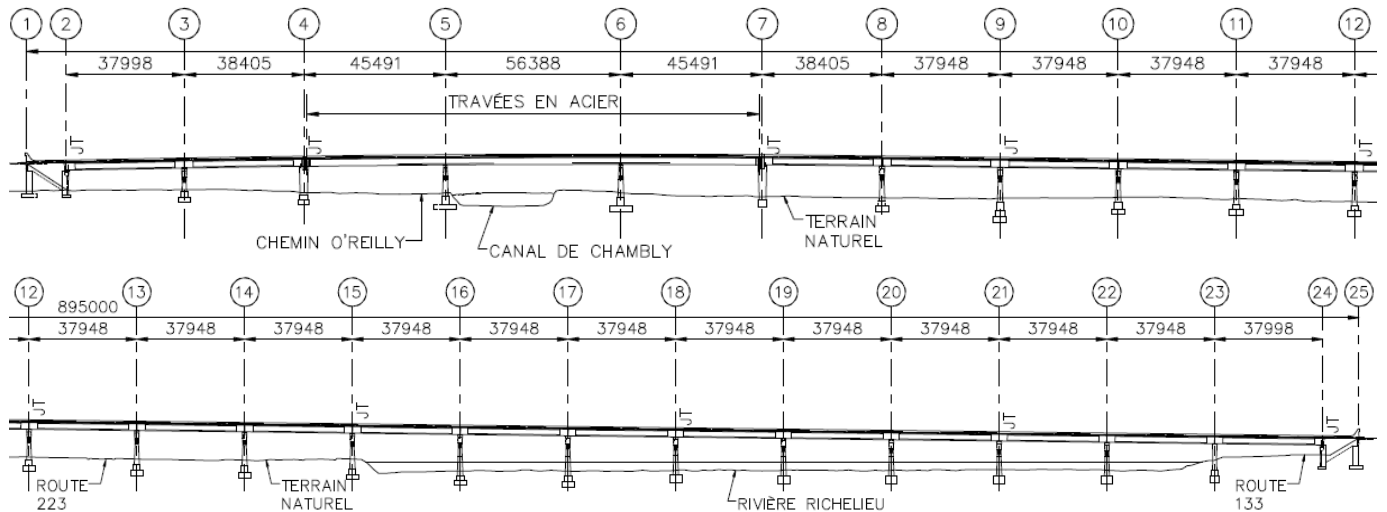 1 2 3 4 5 6 7 8 9 10 11 12
37998 38405 45491 56388 45491 38405 37948 37948 37948 37948
TRAVÉES EN ACIER
JT JT JT JT JT
CHEMIN O'REILLY
CANAL DE CHAMBLY
TERRAIN
NATUREL
12 13 14 15 16 17 18 19 20 21 22 23 24 25
895000
37948 37948 37948 37948 37948 37948 37948 37948 37948 37948 37948 37998
JT JT JT JT JT
ROUTE
223
TERRAIN
NATUREL
RIVIÈRE RICHELIEU
ROUTE
133